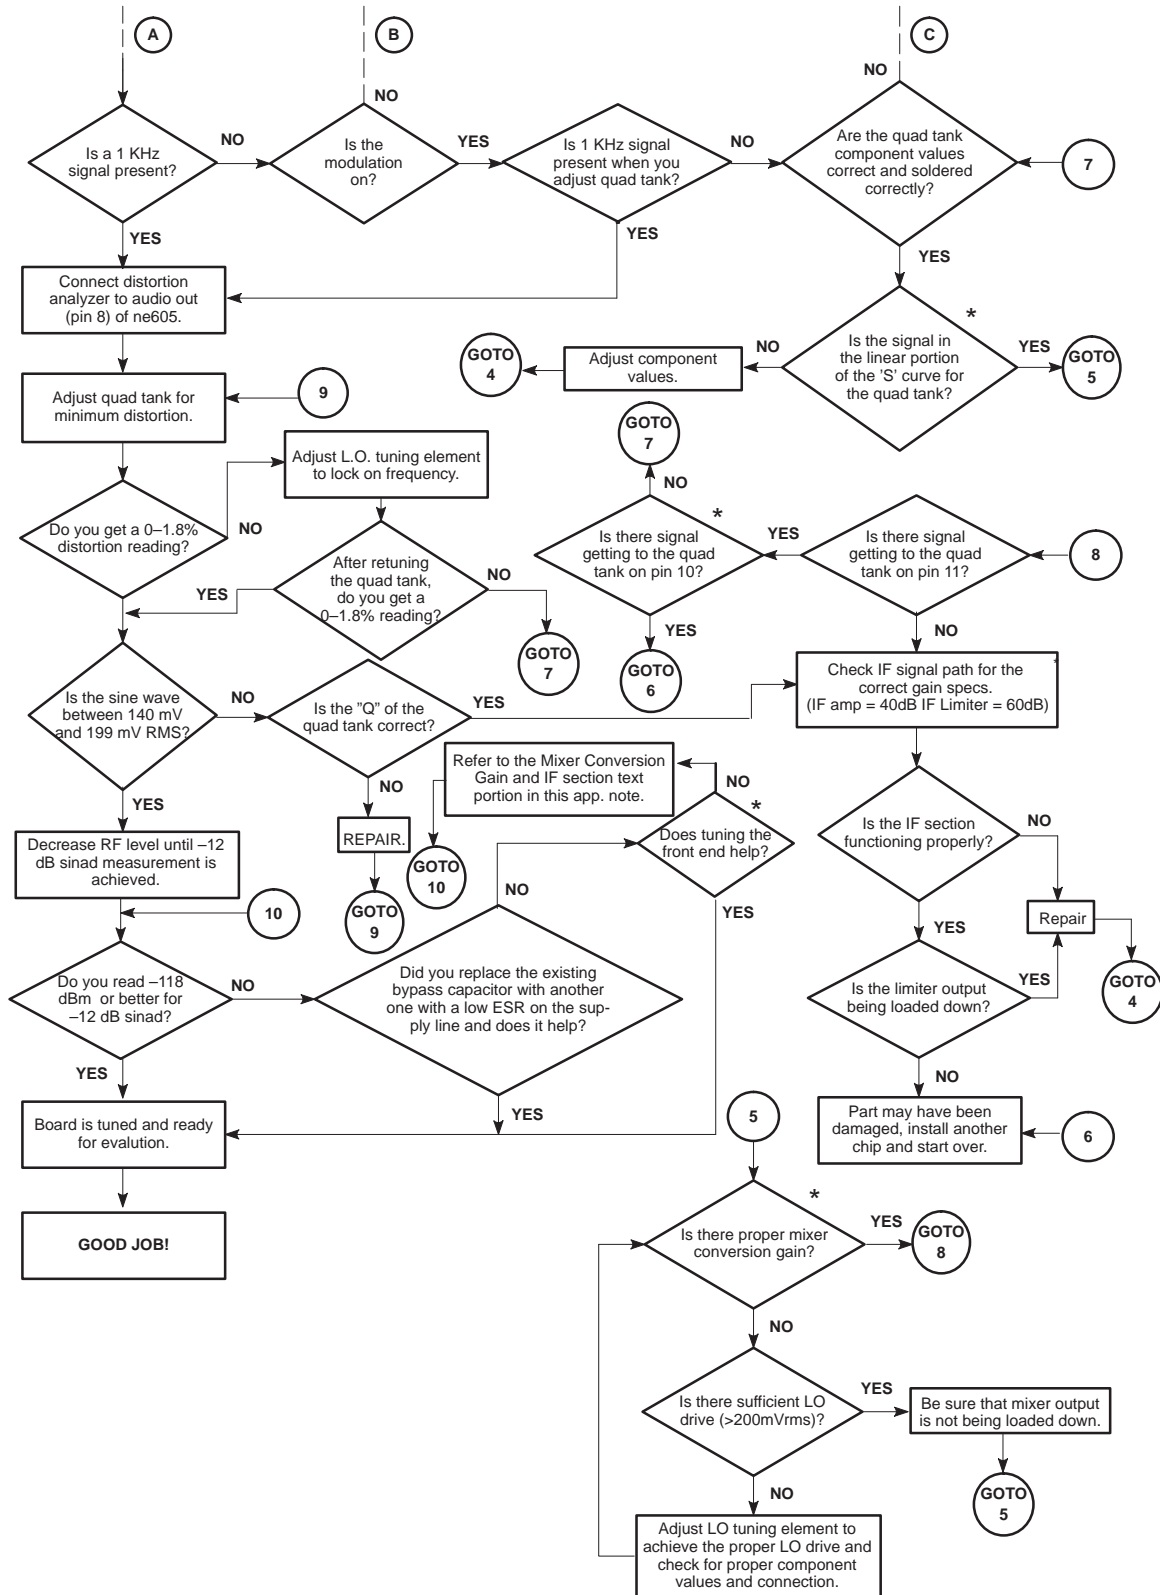 A
B
C
NO
NO
Is a 1 KHz
signal present?
NO
Is the
modulation
on?
YES
Is 1 KHz signal
present when you
adjust quad tank?
NO
Are the quad tank
component values
correct and soldered
correctly?
7
YES
YES
YES
Connect distortion
analyzer to audio out
(pin 8) of ne605.
*
Is the signal in
the linear portion
of the 'S' curve for
the quad tank?
NO
YES
GOTO
5
Adjust component
values.
GOTO
4
Adjust quad tank for
minimum distortion.
9
GOTO
7
NO
Adjust L.O. tuning element
to lock on frequency.
Do you get a 0–1.8%
distortion reading?
NO
*
Is there signal
getting to the quad
tank on pin 10?
YES
Is there signal
getting to the quad
tank on pin 11?
8
After retuning
the quad tank,
do you get a
0–1.8% reading?
YES
NO
GOTO
7
YES
GOTO
6
NO
Check IF signal path for the
correct gain specs.
(IF amp = 40dB IF Limiter = 60dB)
*
Is the sine wave
between 140 mV
and 199 mV RMS?
NO
Is the "Q" of the
quad tank correct?
YES
Refer to the Mixer Conversion
Gain and IF section text
portion in this app. note.
NO
*
YES
NO
REPAIR.
GOTO
9
GOTO
10
Does tuning the
front end help?
YES
Is the IF section
functioning properly?
NO
Decrease RF level until –12
dB sinad measurement is
achieved.
NO
10
Repair
YES
GOTO
4
Do you read –118
dBm or better for
–12 dB sinad?
NO
Did you replace the existing
bypass capacitor with another
one with a low ESR on the sup-
ply line and does it help?
Is the limiter output
being loaded down?
YES
YES
YES
NO
Board is tuned and ready
for evalution.
5
Part may have been
damaged, install another
chip and start over.
6
GOOD JOB!
*
Is there proper mixer
conversion gain?
YES
GOTO
8
NO
Is there sufficient LO
drive (>200mVrms)?
YES
Be sure that mixer output
is not being loaded down.
GOTO
5
NO
Adjust LO tuning element to
achieve the proper LO drive and
check for proper component
values and connection.